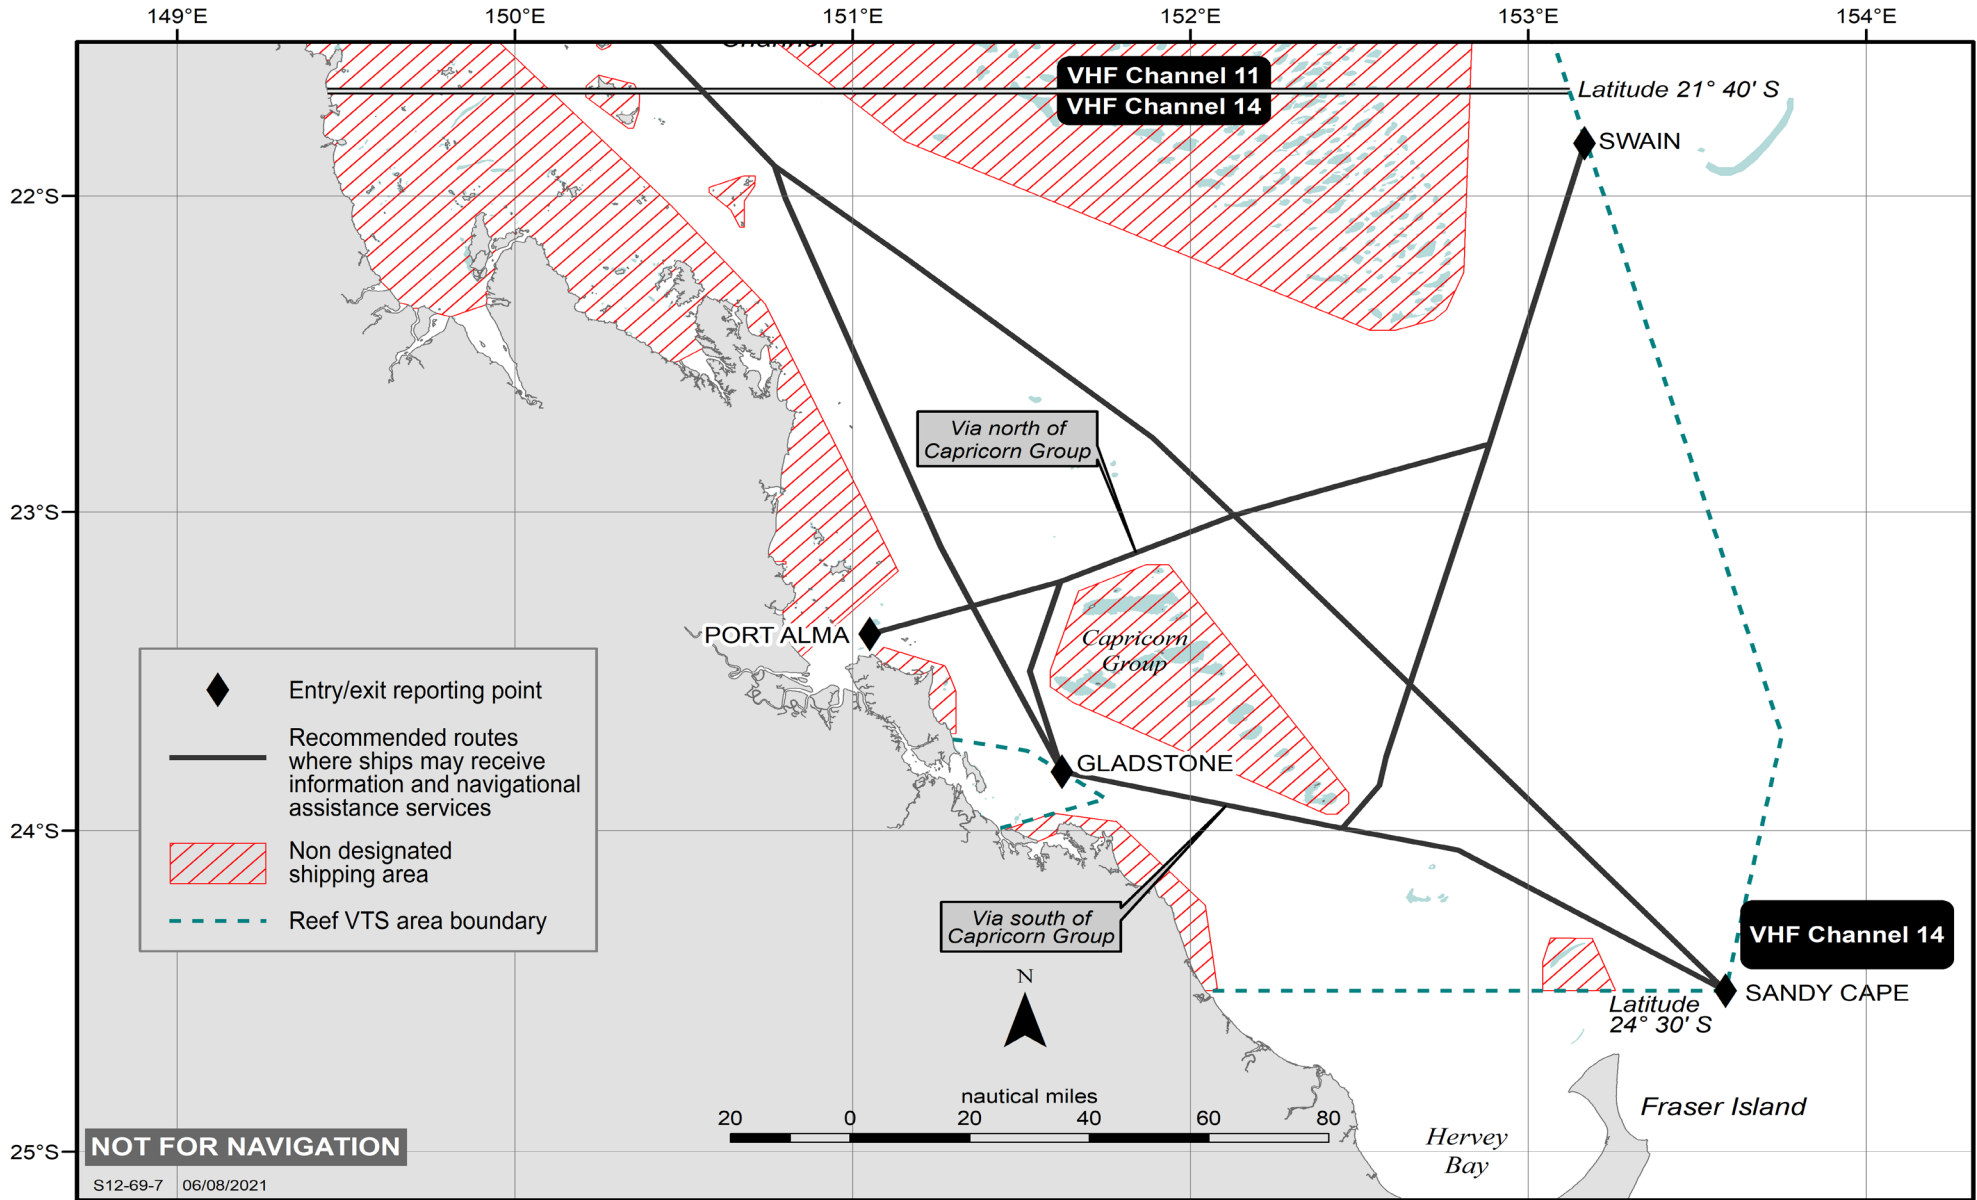 149°E 150°E 151°E 152°E 153°E 154°E
Channel
VHF Channel 11
VHF Channel 14
Latitude 21° 40' S
SWAIN
22°S
Via north of
Capricorn Group
23°S
PORT ALMA
Capricorn
Group
Entry/exit reporting point
Recommended routes
where ships may receive
information and navigational
assistance services
Non designated
shipping area
Reef VTS area boundary
GLADSTONE
24°S
Via south of
Capricorn Group
VHF Channel 14
SANDY CAPE
Latitude
24° 30' S
N
nautical miles
20 0 20 40 60 80
Fraser Island
Hervey
Bay
25°S
NOT FOR NAVIGATION
S12-69-7 06/08/2021